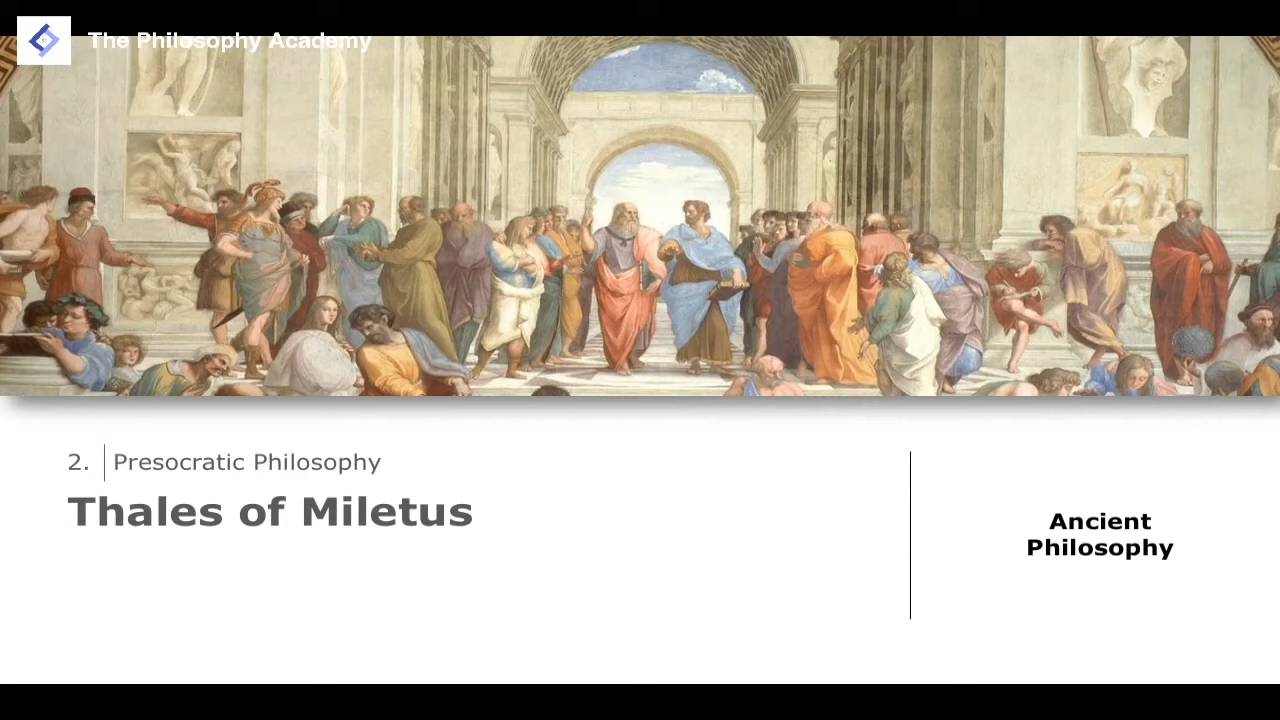 The Philosophy Academy
2. Presocratic Philosophy
Thales of Miletus
Ancient
Philosophy